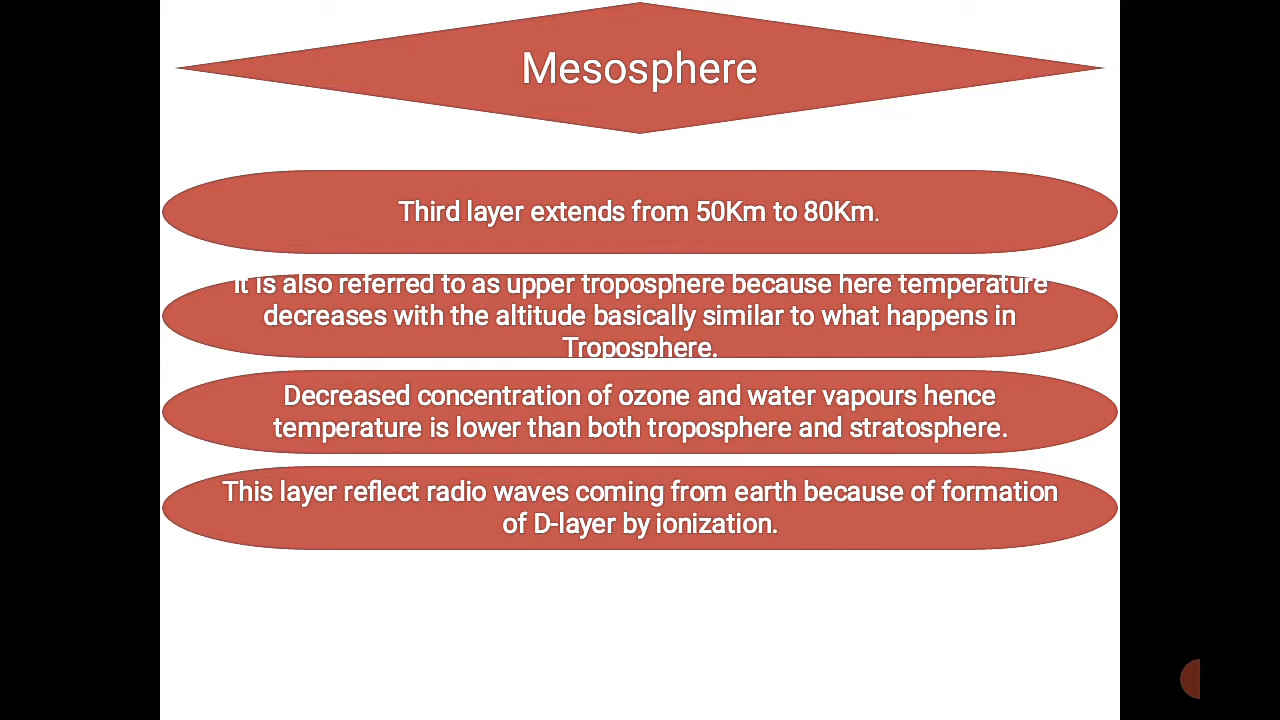 Mesosphere
Third layer extends from 50Km to 80Km.
It is also referred to as upper troposphere because here temperature
decreases with the altitude basically similar to what happens in
Troposphere.
Decreased concentration of ozone and water vapours hence
temperature is lower than both troposphere and stratosphere.
This layer reflect radio waves coming from earth because of formation
of D-layer by ionization.